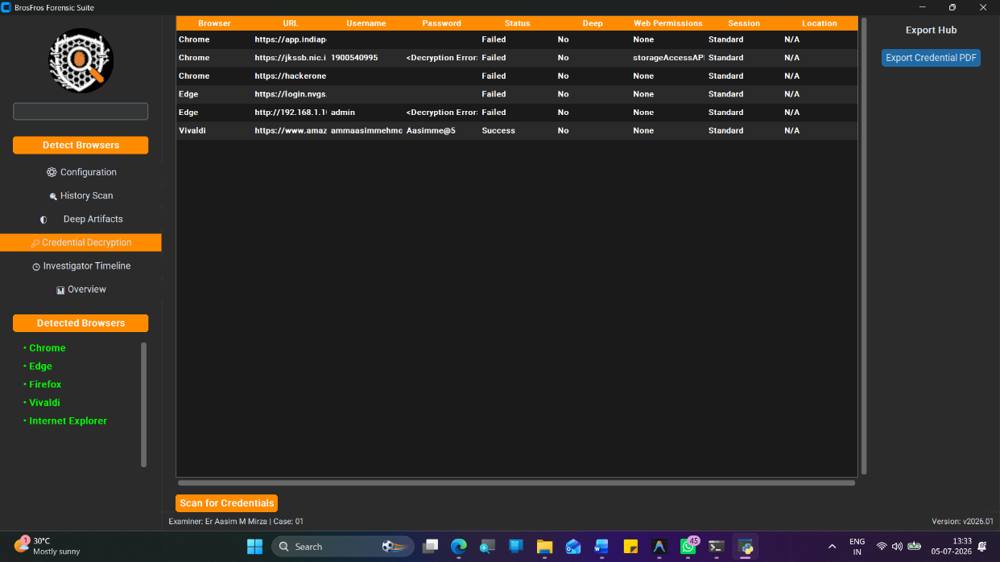 BrosFros Forensic Suite
Detect Browsers
Configuration
History Scan
Deep Artifacts
Credential Decryption
Investigator Timeline
Overview
Detected Browsers
• Chrome
• Edge
• Firefox
• Vivaldi
• Internet Explorer
Browser URL Username Password Status Deep Web Permissions Session Location
Chrome https://app.indiap Failed No None Standard N/A
Chrome https://jkssb.nic.i 1900540995 <Decryption Error: Failed No storageAccessAPI Standard N/A
Chrome https://hackerone Failed No None Standard N/A
Edge https://login.nvgs. Failed No None Standard N/A
Edge http://192.168.1.1 admin <Decryption Error: Failed No None Standard N/A
Vivaldi https://www.amaz ammaasimmehmo Aasimme@5 Success No None Standard N/A
Export Hub
Export Credential PDF
Scan for Credentials
Examiner: Er Aasim M Mirza | Case: 01
Version: v2026.01
1
30°C
Mostly sunny
Search
45
ENG
IN
13:33
05-07-2026